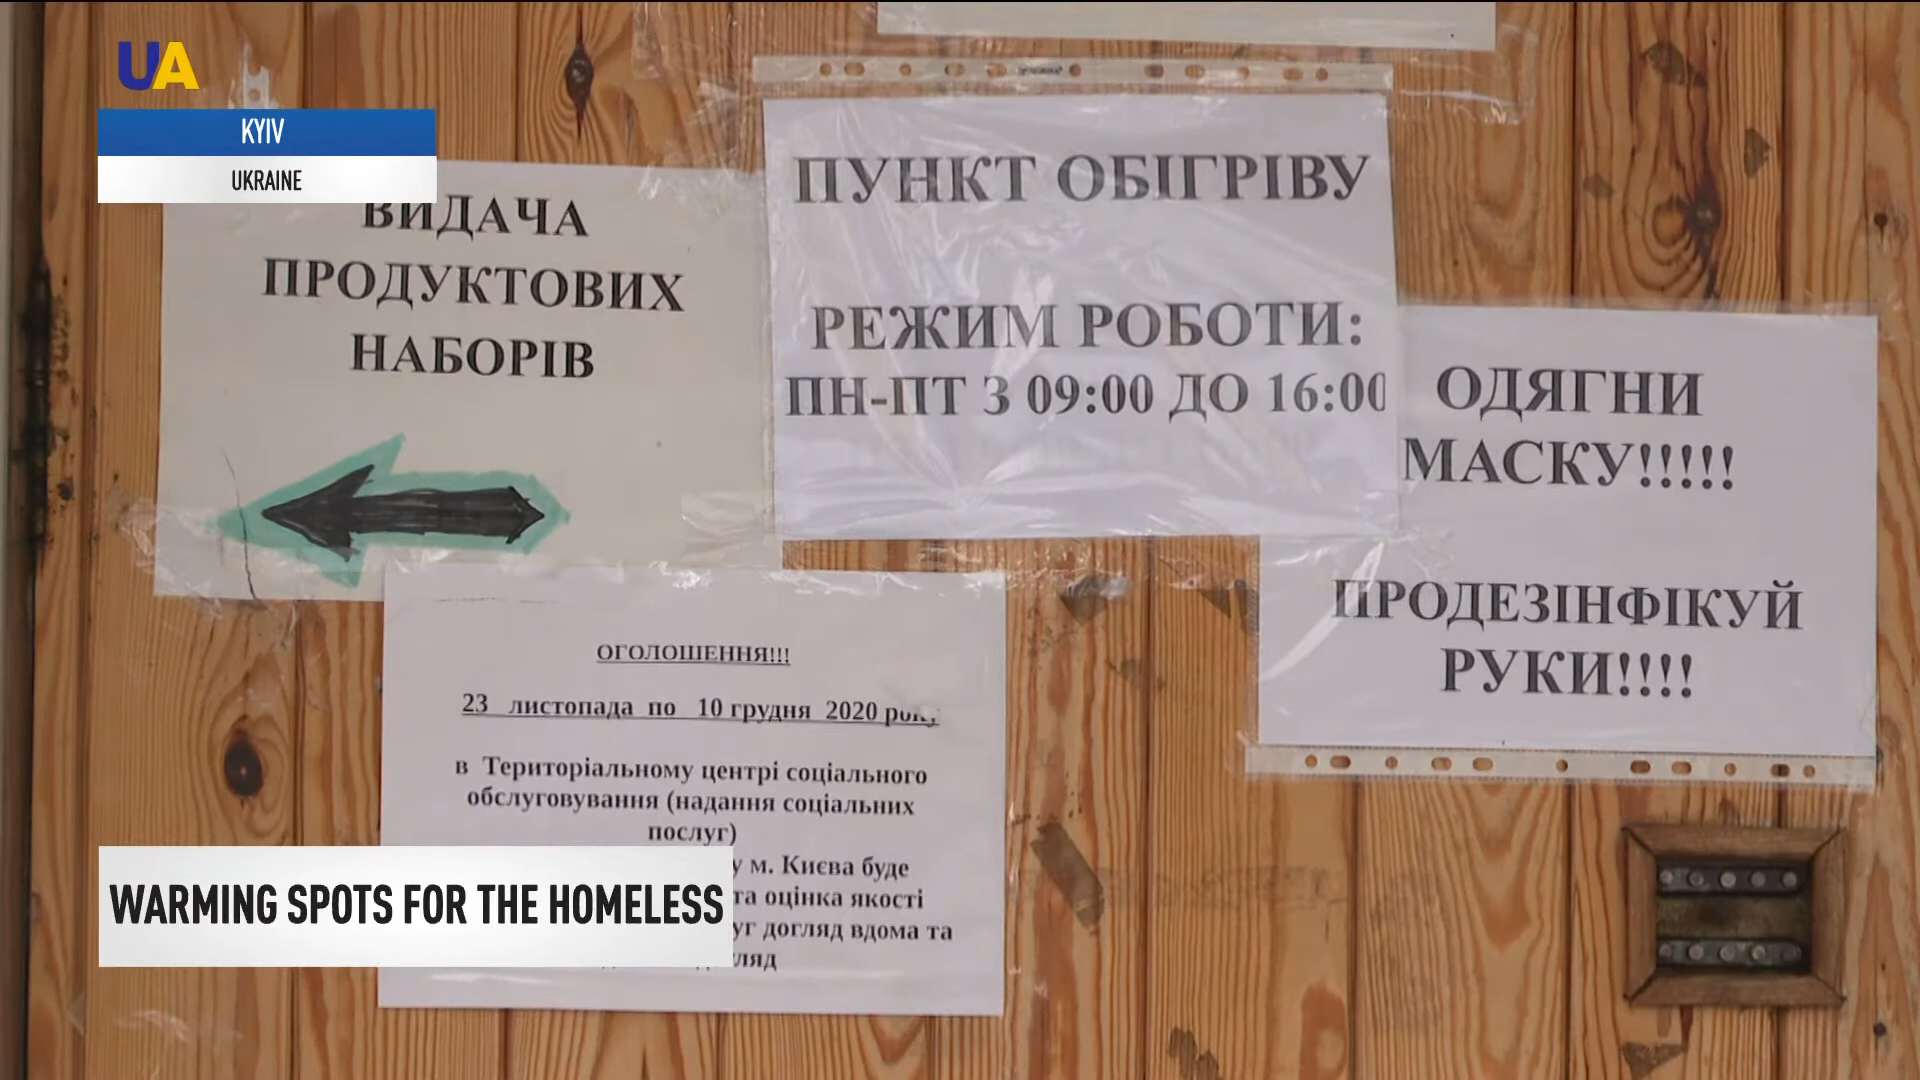 UA
KYIV
UKRAINE
ВИДАЧА
ПРОДУКТОВИХ
НАБОРІВ
ПУНКТ ОБІГРІВУ
РЕЖИМ РОБОТИ:
ПН-ПТ З 09:00 ДО 16:00
ОДЯГНИ
МАСКУ!!!!!
ПРОДЕЗІНФІКУЙ
РУКИ!!!!
ОГОЛОШЕННЯ!!!
23 листопада по 10 грудня 2020 року
в Територіальному центрі соціального
обслуговування (надання соціальних
послуг)
у м. Києва буде
та оцінка якості
догляд вдома та
WARMING SPOTS FOR THE HOMELESS